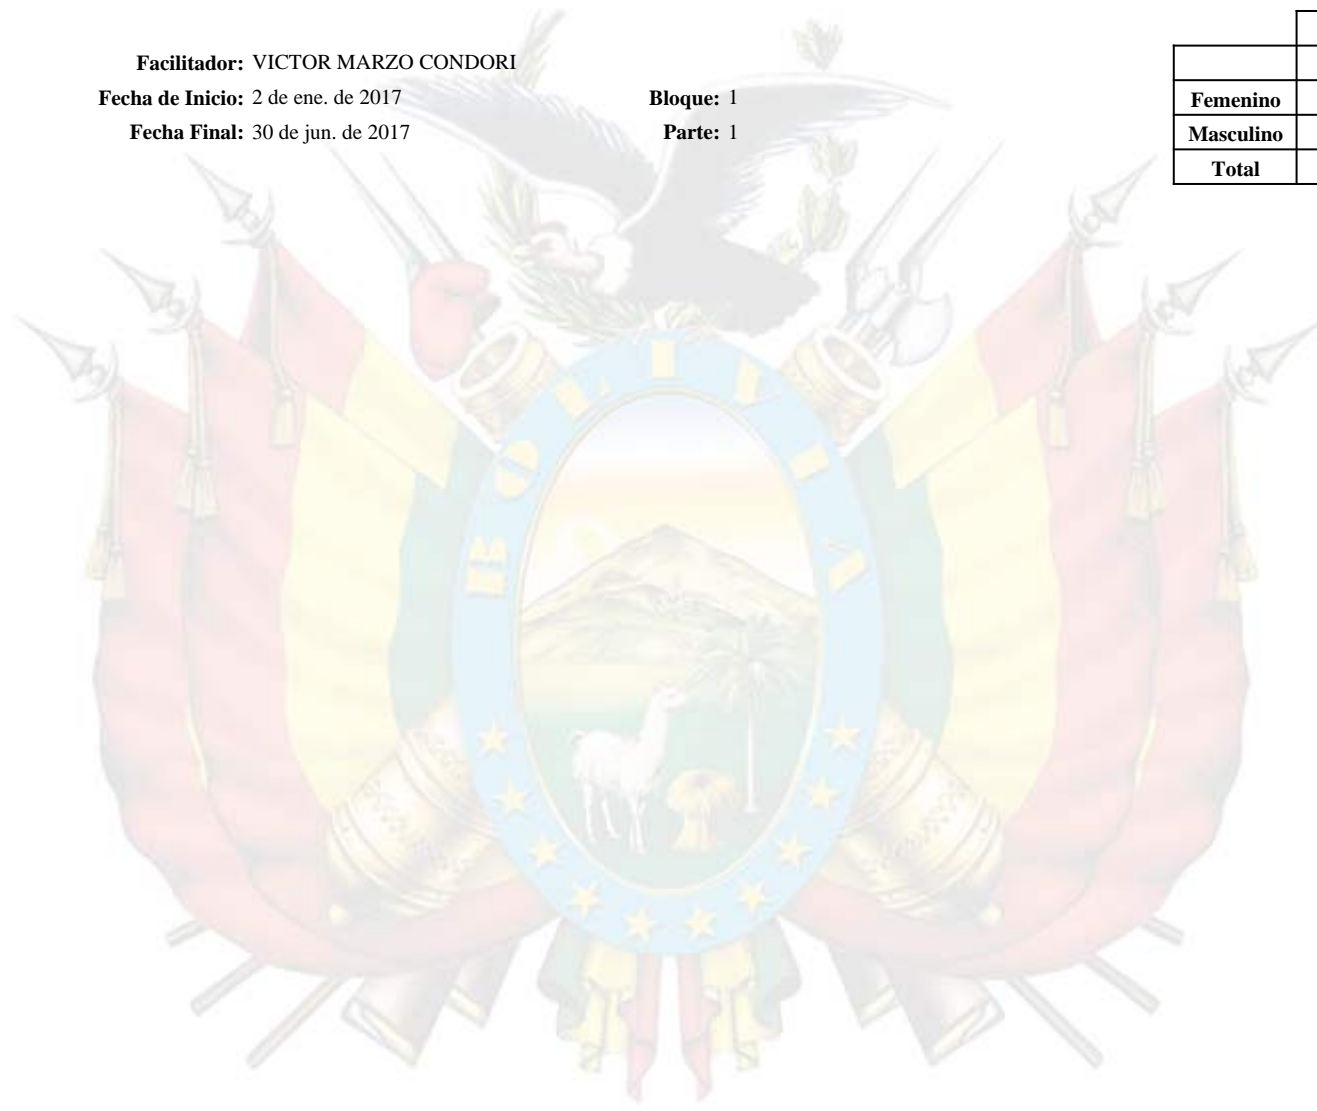 Facilitador: VICTOR MARZO CONDORI
Fecha de Inicio: 2 de ene. de 2017 Bloque: 1
Fecha Final: 30 de jun. de 2017 Parte: 1
Femenino
Masculino
Total
BOLIVIA